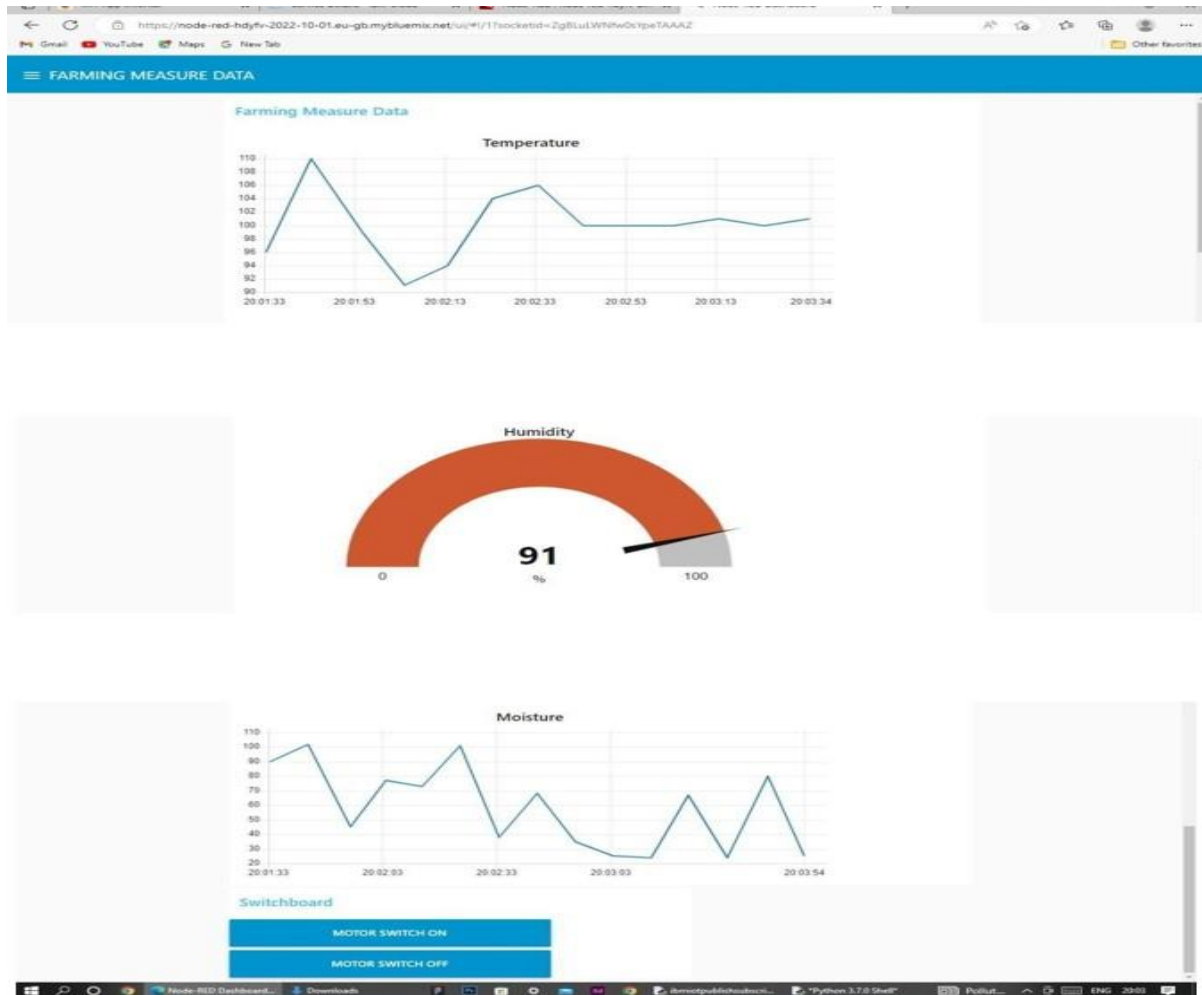 https://node-red-hdyfv-2022-10-01.eu-gb.mybluemix.net/ui/#!/1?socketid=
Gmail YouTube Maps New Tab Other favorites
FARMING MEASURE DATA
Farming Measure Data
Temperature
110
108
106
104
102
100
98
96
94
92
90
20:01:33 20:01:53 20:02:13 20:02:33 20:02:53 20:03:13 20:03:34
Humidity
91
%
0 100
Moisture
110
100
90
80
70
60
50
40
30
20
20:01:33 20:02:03 20:02:33 20:03:03 20:03:54
Switchboard
MOTOR SWITCH ON
MOTOR SWITCH OFF
Node-RED Dashboard... Downloads *Python 3.7.0 Shell* Pollut... ENG 20:03